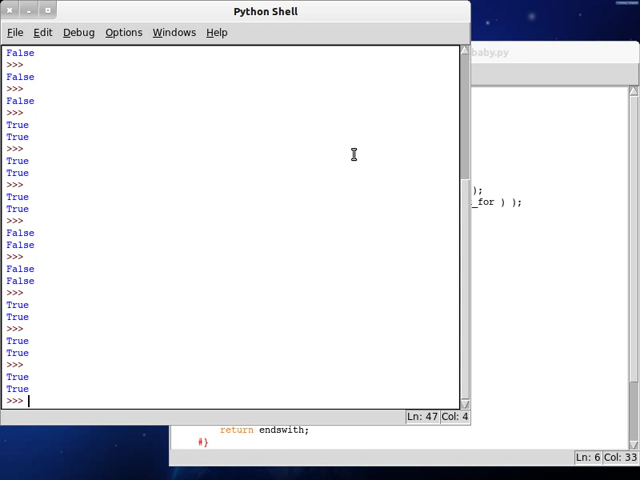 Python Shell
File Edit Debug Options Windows Help
False
>>>
False
>>>
False
>>>
True
True
>>>
True
True
>>>
True
True
>>>
False
False
>>>
False
False
>>>
True
True
>>>
True
True
>>>
True
True
>>>
Ln: 47 Col: 4
baby.py
);
_for ) );
return endswith;
#}
Ln: 6 Col: 33